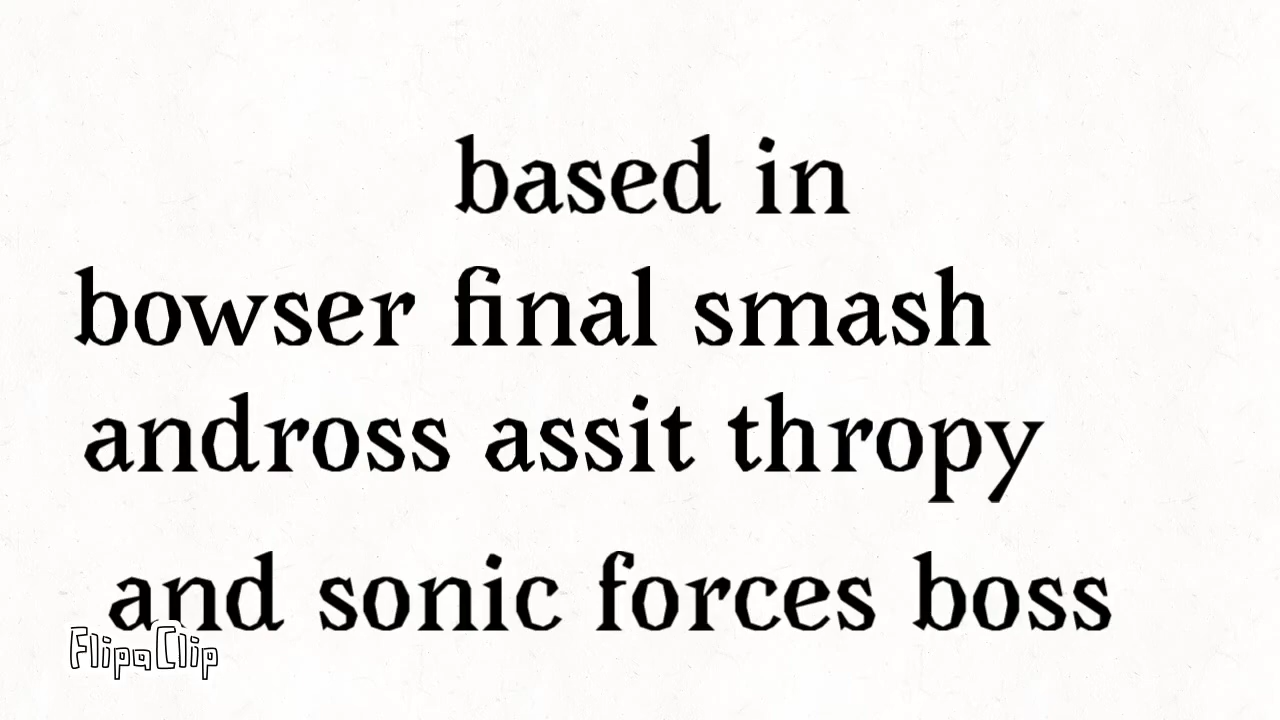 based in
bowser final smash
andross assit thropy
and sonic forces boss
FlipaClip